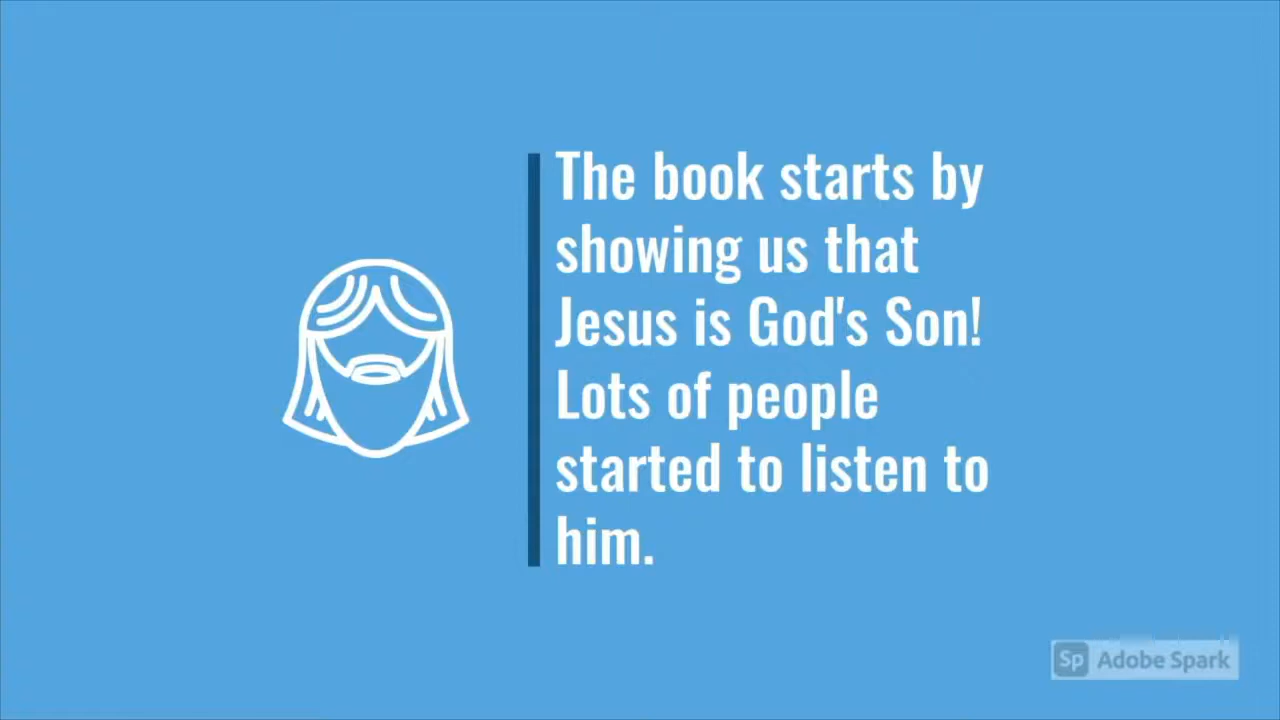 The book starts by
showing us that
Jesus is God's Son!
Lots of people
started to listen to
him.
Sp Adobe Spark